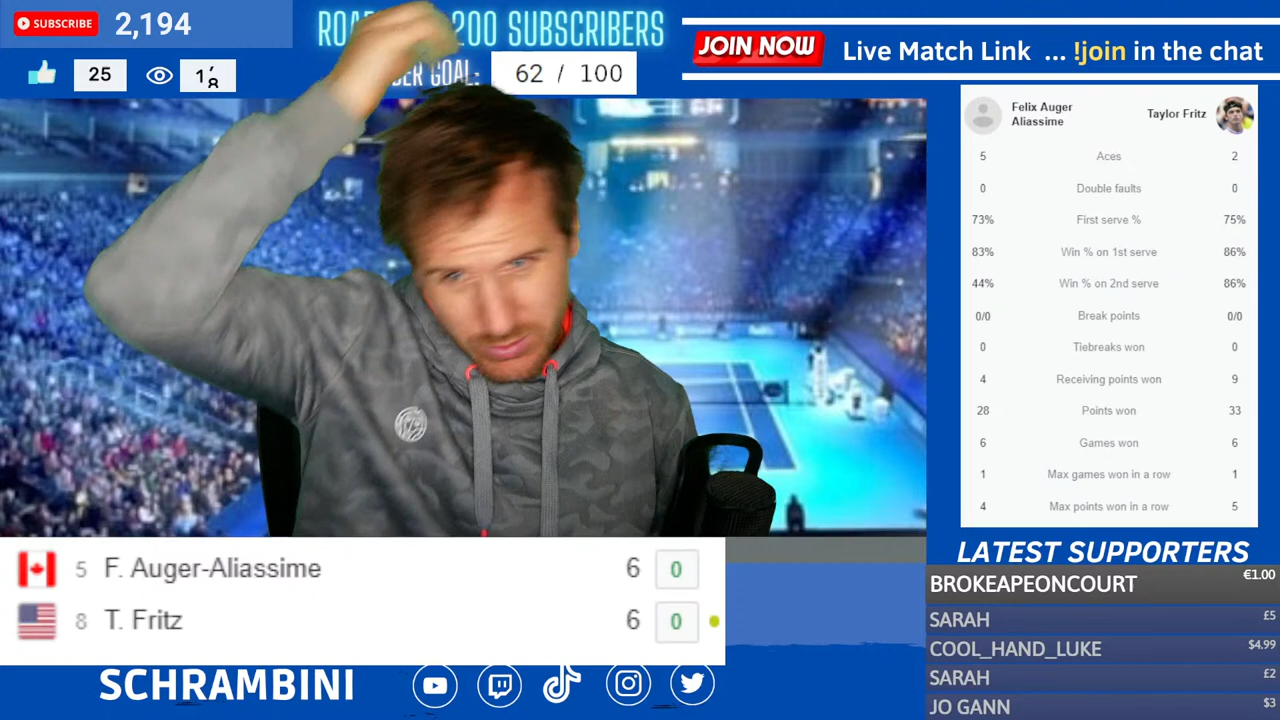 SUBSCRIBE 2,194
200 SUBSCRIBERS
GOAL: 62 / 100
25
JOIN NOW Live Match Link ... !join in the chat
Felix Auger Aliassime Taylor Fritz
5 Aces 2
0 Double faults 0
73% First serve % 75%
83% Win % on 1st serve 86%
44% Win % on 2nd serve 86%
0/0 Break points 0/0
0 Tiebreaks won 0
4 Receiving points won 9
28 Points won 33
6 Games won 6
1 Max games won in a row 1
4 Max points won in a row 5
5 F. Auger-Aliassime 6 0
8 T. Fritz 6 0
SCHRAMBINI
LATEST SUPPORTERS
BROKEAPEONCOURT €1.00
SARAH £5
COOL_HAND_LUKE $4.99
SARAH £2
JO GANN $3